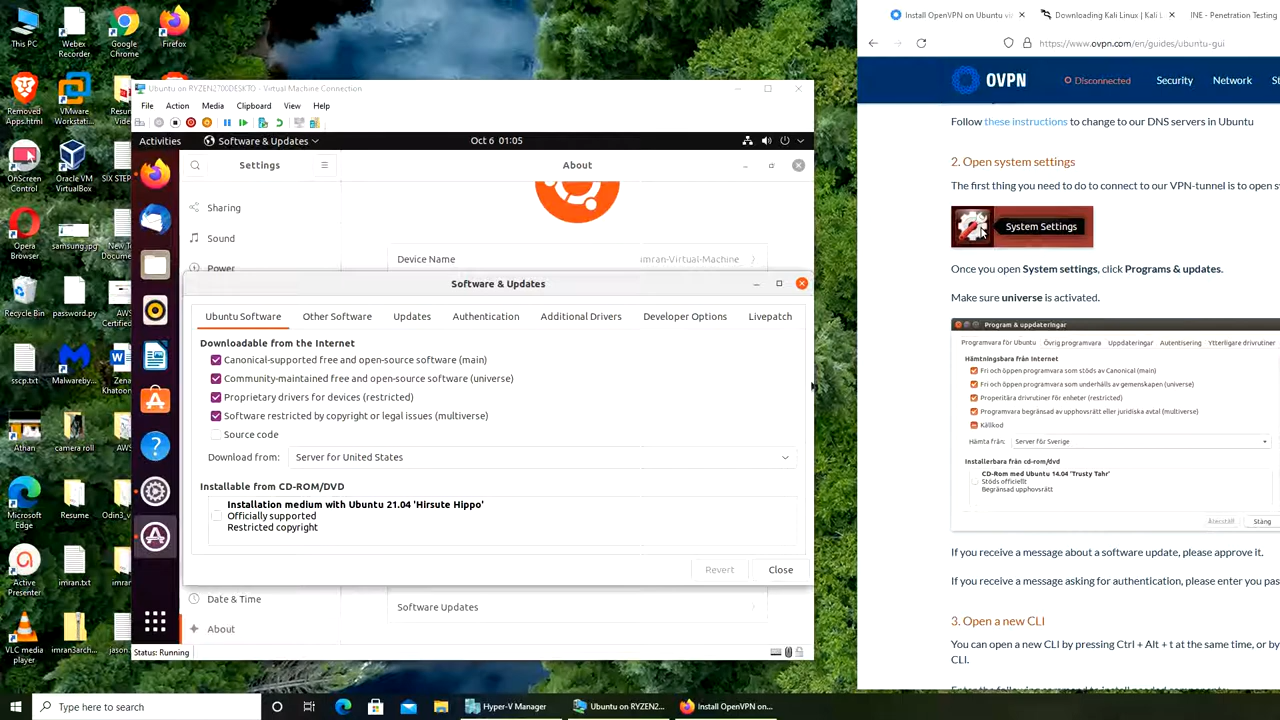 This PC
Webex Recorder
Google Chrome
Firefox
Removed Apps.html
VMware Workstati...
OnScreen Control
Oracle VM VirtualBox
SIX STEP
Opera Browser
samsung.jpg
New To Docume
Recycle Bin
password.py
AWS Certified
sscp.txt
Malwareby...
Zena Khatoon
Athan
camera roll
AWS
Microsoft Edge
Resume
Odin3_v
Active Presenter
imran.txt
imran
VLC media player
imran3arch...
jason.
Ubuntu on RYZEN2700DESKTO - Virtual Machine Connection
File Action Media Clipboard View Help
Activities
Software & Updates
Oct 6 01:05
Settings
About
Sharing
Sound
Power
Device Name
imran-Virtual-Machine
Software & Updates
Ubuntu Software
Other Software
Updates
Authentication
Additional Drivers
Developer Options
Livepatch
Downloadable from the Internet
Canonical-supported free and open-source software (main)
Community-maintained free and open-source software (universe)
Proprietary drivers for devices (restricted)
Software restricted by copyright or legal issues (multiverse)
Source code
Download from:
Server for United States
Installable from CD-ROM/DVD
Installation medium with Ubuntu 21.04 'Hirsute Hippo'
Officially supported
Restricted copyright
Revert
Close
Date & Time
About
Software Updates
Status: Running
Install OpenVPN on Ubuntu vi
Downloading Kali Linux | Kali L
INE - Penetration Testing
https://www.ovpn.com/en/guides/ubuntu-gui
OVPN
Disconnected
Security
Network
St
Follow these instructions to change to our DNS servers in Ubuntu
2. Open system settings
The first thing you need to do to connect to our VPN-tunnel is to open s
System Settings
Once you open System settings, click Programs & updates.
Make sure universe is activated.
Program & uppdateringar
Programvara för Ubuntu
Övrig programvara
Uppdateringar
Autentisering
Ytterligare drivrutiner
Hämtningsbara från Internet
Fri och öppen programvara som stöds av Canonical (main)
Fri och öppen programvara som underhålls av gemenskapen (universe)
Properitära drivrutiner för enheter (restricted)
Programvara begränsad av upphovsrätt eller juridiska avtal (multiverse)
Källkod
Hämta från:
Server för Sverige
Installerbara från cd-rom/dvd
CD-Rom med Ubuntu 14.04 'Trusty Tahr'
Stöds officiellt
Begränsad upphovsrätt
Återställ
Stäng
If you receive a message about a software update, please approve it.
If you receive a message asking for authentication, please enter you pas
3. Open a new CLI
You can open a new CLI by pressing Ctrl + Alt + t at the same time, or by
CLI.
Type here to search
Hyper-V Manager
Ubuntu on RYZEN2...
Install OpenVPN on...